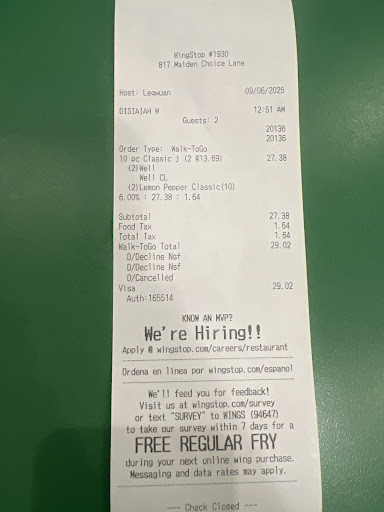 WingStop #1930
817 Maiden Choice Lane
Host: Leqwuan 09/06/2025
DISIAIAH W 12:51 AM
Guests: 2
20136
20136
Order Type: Walk-ToGo
10 pc Classic j (2 @13.69) 27.38
(2)Well
Well CL
(2)Lemon Pepper Classic(10)
6.00% : 27.38 : 1.64
Subtotal 27.38
Food Tax 1.64
Total Tax 1.64
Walk-ToGo Total 29.02
D/Decline Nsf
D/Decline Nsf
D/Cancelled
Visa 29.02
Auth:165514
KNOW AN MVP?
We're Hiring!!
Apply @ wingstop.com/careers/restaurant
Ordena en linea por wingstop.com/espanol
We'll feed you for feedback!
Visit us at wingstop.com/survey
or text "SURVEY" to WINGS (94647)
to take our survey within 7 days for a
FREE REGULAR FRY
during your next online wing purchase.
Messaging and data rates may apply.
--- Check Closed ---